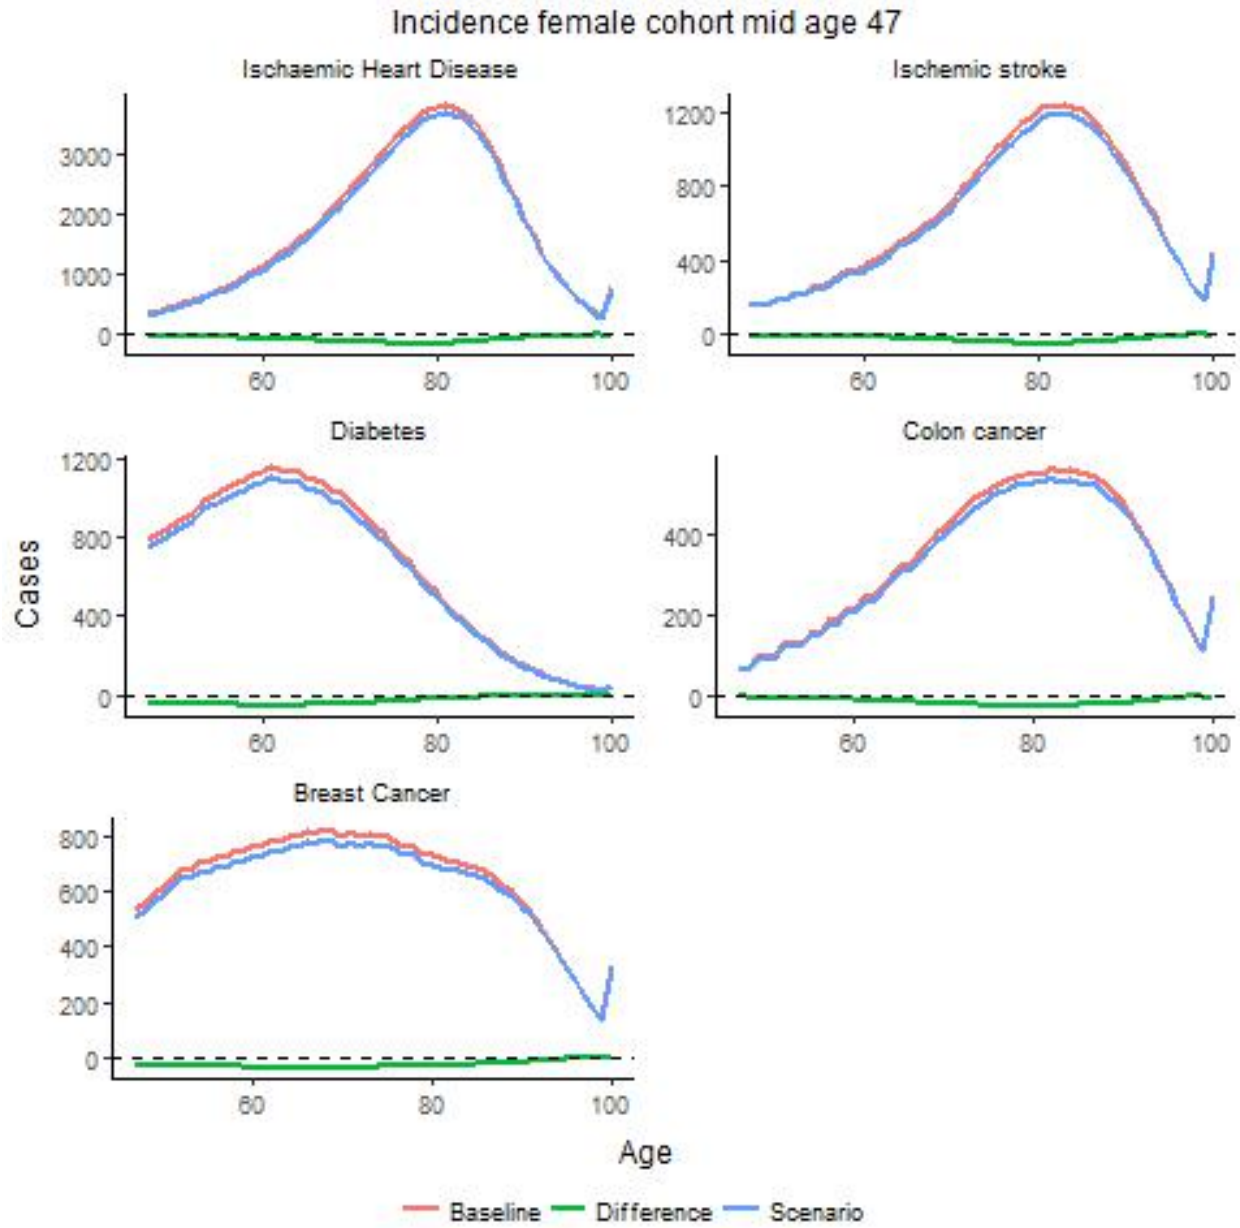 Incidence female cohort mid age 47
Ischaemic Heart Disease
3000
2000
1000
0
60 80 100
Ischemic stroke
1200
800
400
0
60 80 100
Diabetes
1200
800
400
0
60 80 100
Colon cancer
400
200
0
60 80 100
Breast Cancer
800
600
400
200
0
60 80 100
Cases
Age
Baseline Difference Scenario